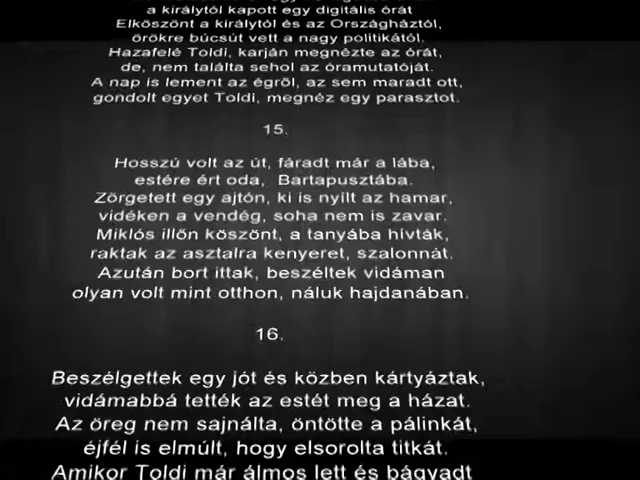 a királytól kapott egy digitális órát
Elköszönt a királytól és az Országháztól,
örökre búcsút vett a nagy politikától.
Hazafelé Toldi, karján megnézte az órát,
de, nem találta sehol az óramutatóját.
A nap is lement az égről, az sem maradt ott,
gondolt egyet Toldi, megnéz egy parasztot.
15.
Hosszú volt az út, fáradt már a lába,
estére ért oda, Bartapusztába.
Zörgetett egy ajtón, ki is nyílt az hamar,
vidéken a vendég, soha nem is zavar.
Miklós illőn köszönt, a tanyába hívták,
raktak az asztalra kenyeret, szalonnát.
Azután bort ittak, beszéltek vidáman
olyan volt mint otthon, náluk hajdanában.
16.
Beszélgettek egy jót és közben kártyáztak,
vidámabbá tették az estét meg a házat.
Az öreg nem sajnálta, öntötte a pálinkát,
éjfél is elmúlt, hogy elsorolta titkát.
Amikor Toldi már álmos lett és bágyadt